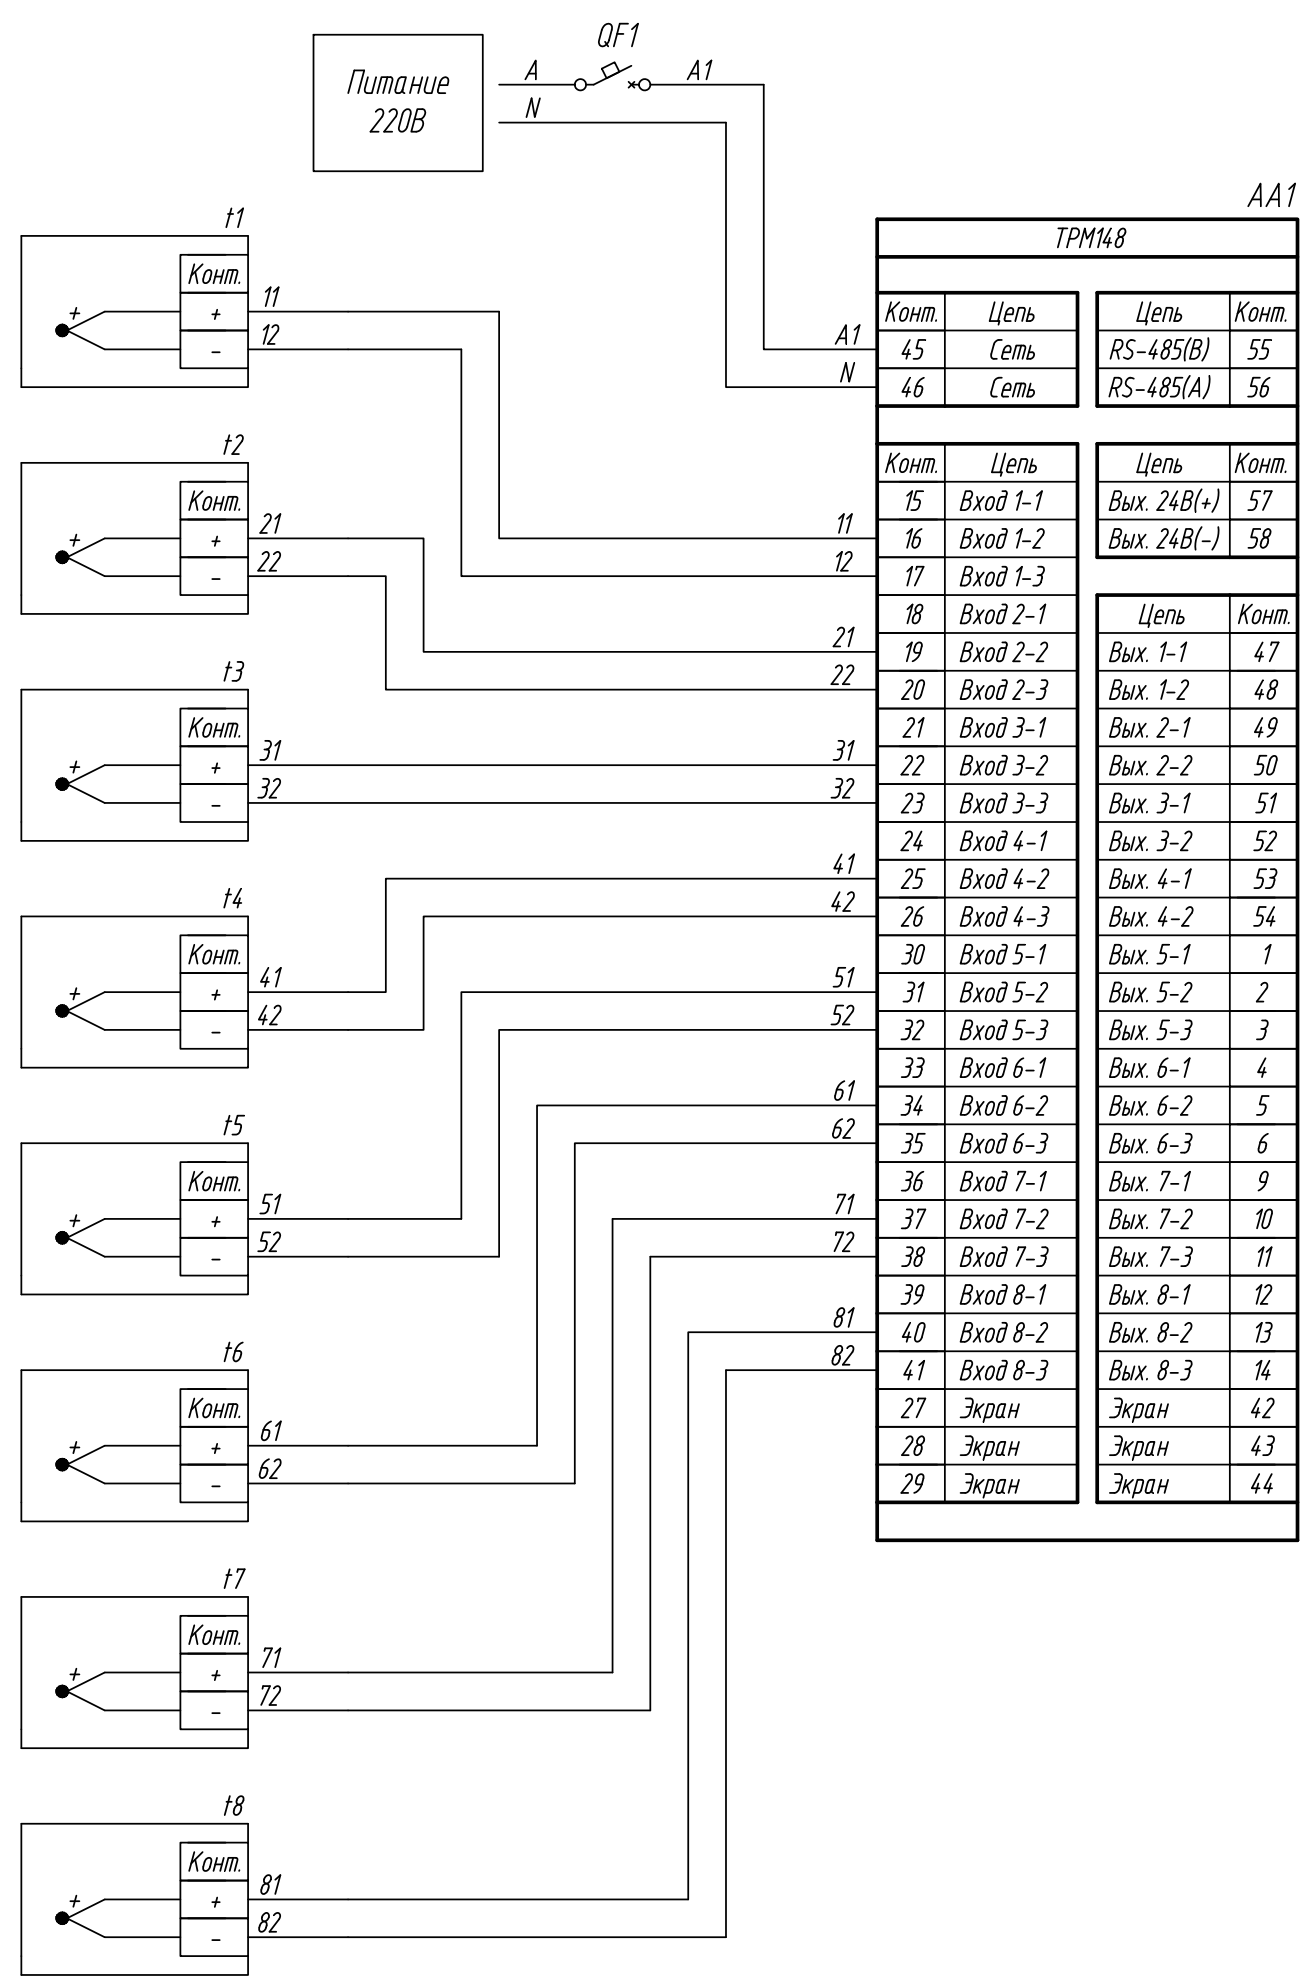 QF1
Питание
220В
A
A1
N
AA1
ТРМ148
Конт. Цепь Цепь Конт.
A1 45 Сеть RS-485(B) 55
N 46 Сеть RS-485(A) 56
Конт. Цепь Цепь Конт.
15 Вход 1-1 Вых. 24В(+) 57
11 16 Вход 1-2 Вых. 24В(-) 58
12 17 Вход 1-3
18 Вход 2-1 Цепь Конт.
21 19 Вход 2-2 Вых. 1-1 47
22 20 Вход 2-3 Вых. 1-2 48
21 Вход 3-1 Вых. 2-1 49
31 22 Вход 3-2 Вых. 2-2 50
32 23 Вход 3-3 Вых. 3-1 51
24 Вход 4-1 Вых. 3-2 52
41 25 Вход 4-2 Вых. 4-1 53
42 26 Вход 4-3 Вых. 4-2 54
30 Вход 5-1 Вых. 5-1 1
51 31 Вход 5-2 Вых. 5-2 2
52 32 Вход 5-3 Вых. 5-3 3
33 Вход 6-1 Вых. 6-1 4
61 34 Вход 6-2 Вых. 6-2 5
62 35 Вход 6-3 Вых. 6-3 6
36 Вход 7-1 Вых. 7-1 9
71 37 Вход 7-2 Вых. 7-2 10
72 38 Вход 7-3 Вых. 7-3 11
39 Вход 8-1 Вых. 8-1 12
81 40 Вход 8-2 Вых. 8-2 13
82 41 Вход 8-3 Вых. 8-3 14
27 Экран Экран 42
28 Экран Экран 43
29 Экран Экран 44
t1
Конт.
+ + 11
- 12
t2
Конт.
+ + 21
- 22
t3
Конт.
+ + 31
- 32
t4
Конт.
+ + 41
- 42
t5
Конт.
+ + 51
- 52
t6
Конт.
+ + 61
- 62
t7
Конт.
+ + 71
- 72
t8
Конт.
+ + 81
- 82